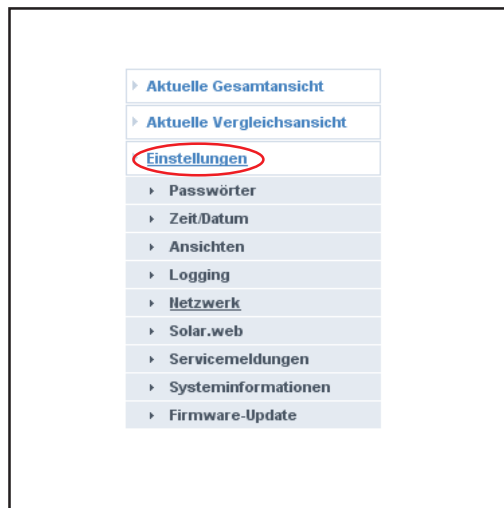 Aktuelle Gesamtansicht
Aktuelle Vergleichsansicht
Einstellungen
Passwörter
Zeit/Datum
Ansichten
Logging
Netzwerk
Solar.web
Servicemeldungen
Systeminformationen
Firmware-Update